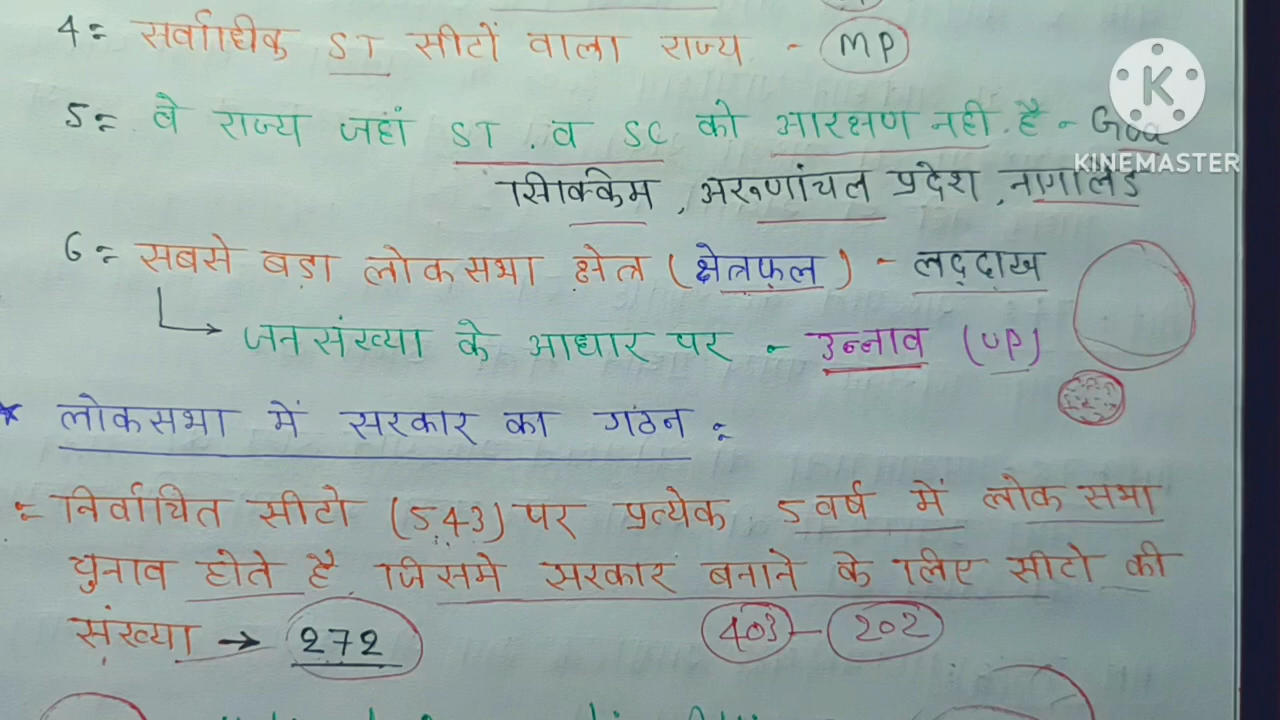 4= सर्वाधिक ST सीटों वाला राज्य - MP
5= वे राज्य जहां ST व SC को आरक्षण नही है - Goa
KINEMASTER
सिक्किम, अरूणांचल प्रदेश, नागालैंड
6= सबसे बड़ा लोकसभा क्षेत्र (क्षेत्रफल) - लद्दाख
जनसंख्या के आधार पर - उन्नाव (UP)
* लोकसभा में सरकार का गठन :-
= निर्वाचित सीटो (543) पर प्रत्येक 5 वर्ष में लोक सभा
चुनाव होते है जिसमे सरकार बनाने के लिए सीटो की
संख्या → 272 403 - 202